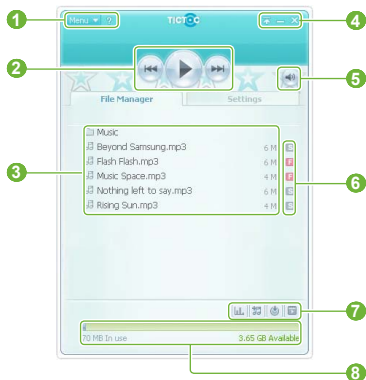 1 Menu ? TICTOC 4
2
5
File Manager Settings
Music
Beyond Samsung.mp3 6 M
Flash Flash.mp3 6 M F
3 Music Space.mp3 4 M F 6
Nothing left to say.mp3 6 M
Rising Sun.mp3 4 M
7
70 MB In use 3.65 GB Available
8